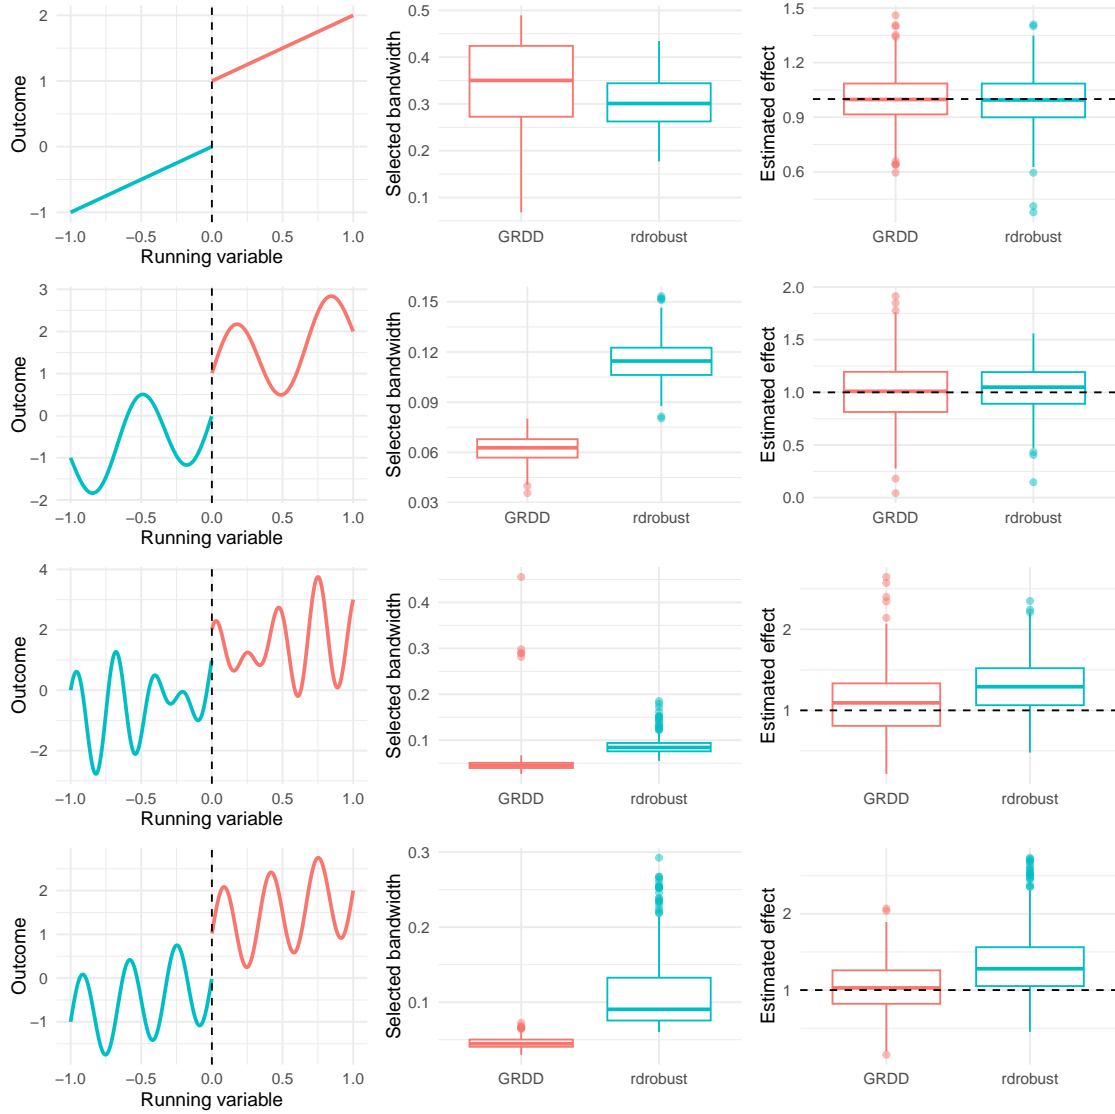 2
1
0
−1
Outcome
−1.0 −0.5 0.0 0.5 1.0
Running variable
0.5
0.4
0.3
0.2
0.1
Selected bandwidth
GRDD rdrobust
1.5
1.2
0.9
0.6
Estimated effect
GRDD rdrobust
3
2
1
0
−1
−2
Outcome
−1.0 −0.5 0.0 0.5 1.0
Running variable
0.15
0.12
0.09
0.06
0.03
Selected bandwidth
GRDD rdrobust
2.0
1.5
1.0
0.5
0.0
Estimated effect
GRDD rdrobust
4
2
0
−2
Outcome
−1.0 −0.5 0.0 0.5 1.0
Running variable
0.4
0.3
0.2
0.1
Selected bandwidth
GRDD rdrobust
2
1
Estimated effect
GRDD rdrobust
2
1
0
−1
Outcome
−1.0 −0.5 0.0 0.5 1.0
Running variable
0.3
0.2
0.1
Selected bandwidth
GRDD rdrobust
2
1
Estimated effect
GRDD rdrobust